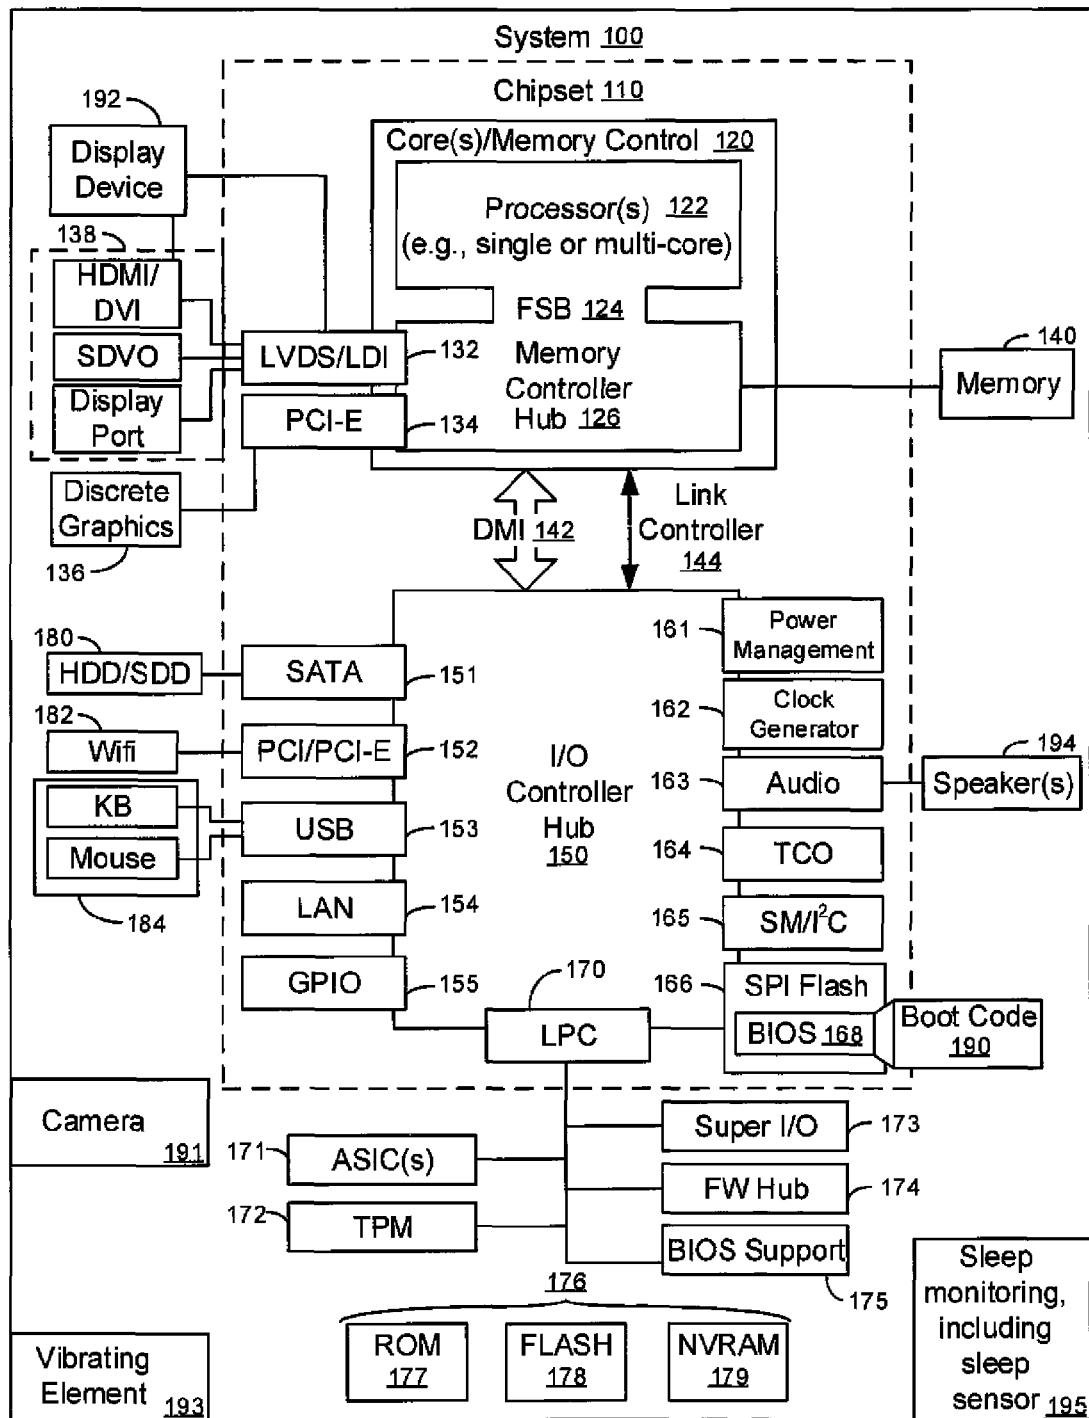 System 100
Chipset 110
192
Display
Device
Core(s)/Memory Control 120
Processor(s) 122
(e.g., single or multi-core)
138
HDMI/
DVI
SDVO
Display
Port
FSB 124
LVDS/LDI
132
Memory
Controller
Hub 126
PCI-E
134
140
Memory
Discrete
Graphics
136
DMI 142
Link
Controller
144
180
HDD/SDD
SATA
151
182
Wifi
PCI/PCI-E
152
KB
Mouse
184
USB
153
LAN
154
GPIO
155
I/O
Controller
Hub
150
161
Power
Management
162
Clock
Generator
163
Audio
194
Speaker(s)
164
TCO
165
SM/I²C
166
SPI Flash
BIOS 168
Boot Code
190
170
LPC
Camera
191
171
ASIC(s)
172
TPM
Super I/O
173
FW Hub
174
BIOS Support
175
176
ROM
177
FLASH
178
NVRAM
179
Vibrating
Element 193
Sleep
monitoring,
including
sleep
sensor 195